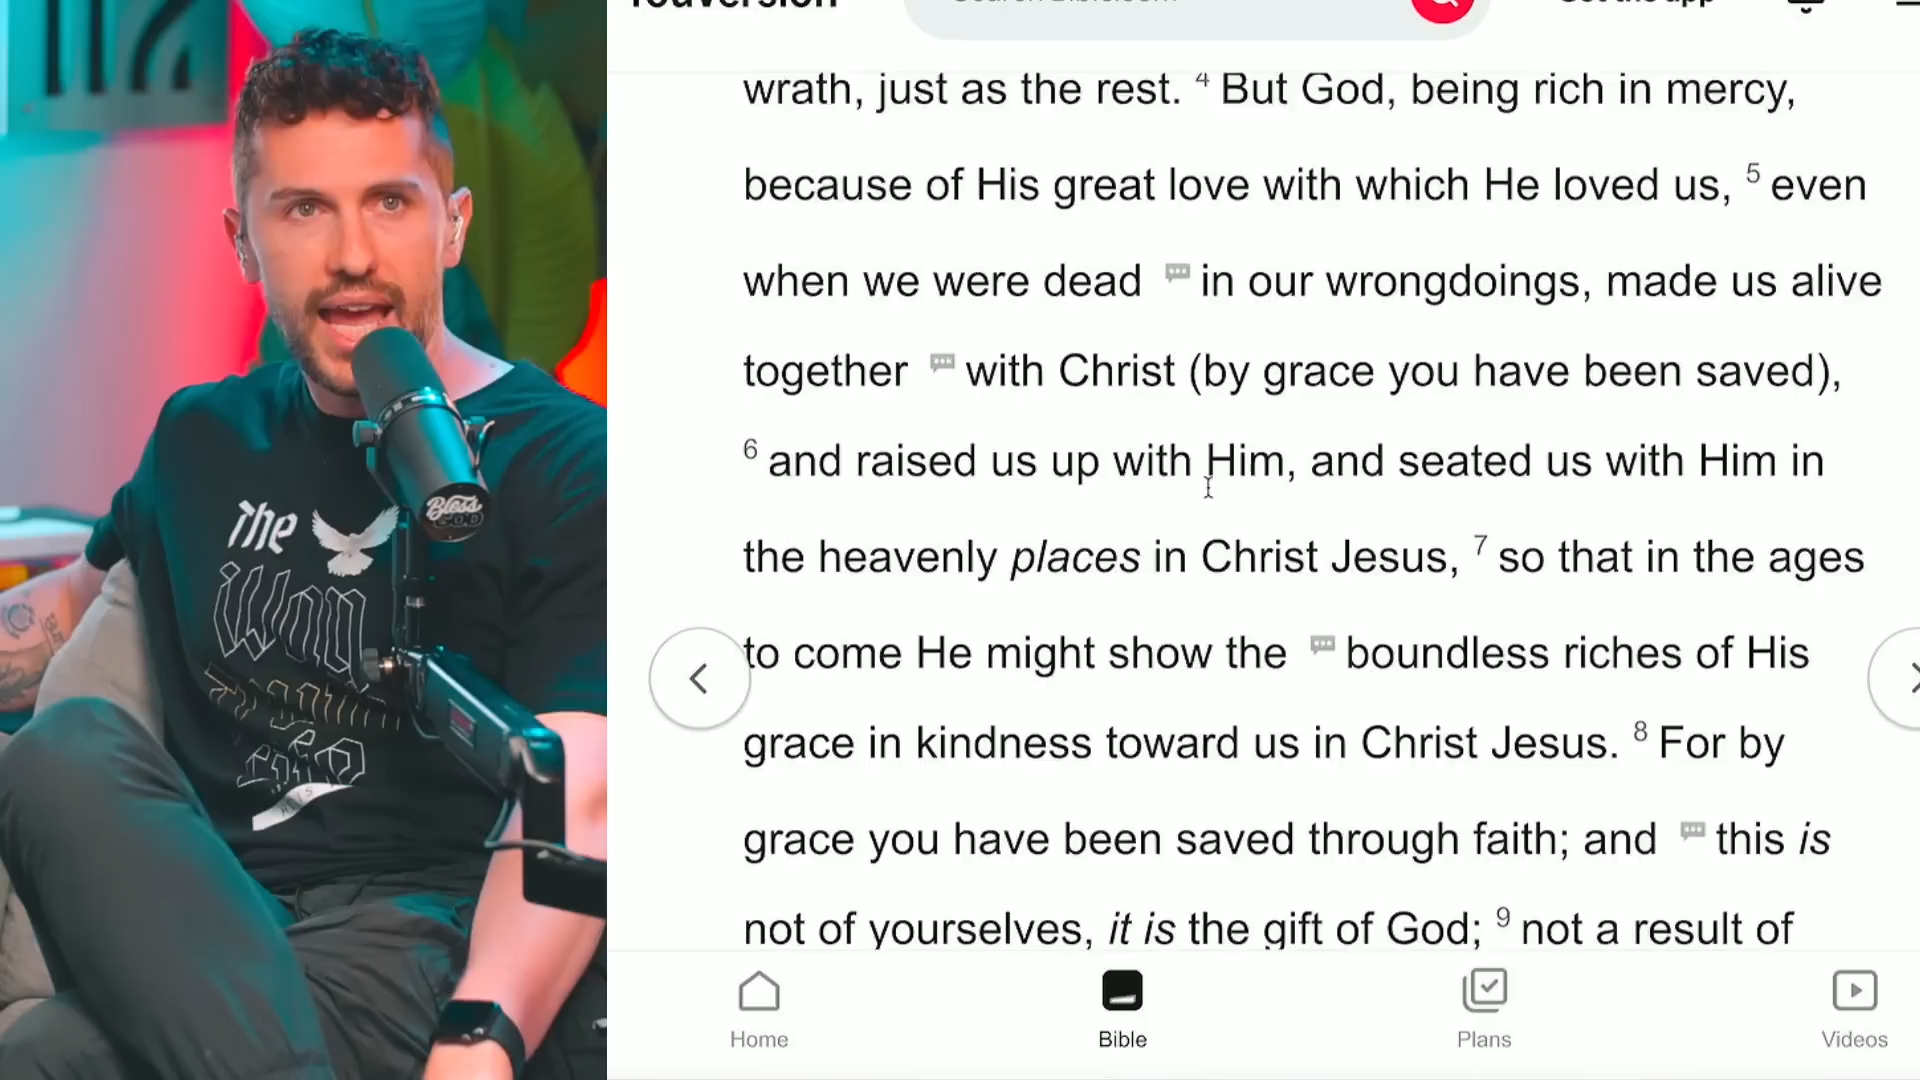 wrath, just as the rest. 4 But God, being rich in mercy,
because of His great love with which He loved us, 5 even
when we were dead in our wrongdoings, made us alive
together with Christ (by grace you have been saved),
6 and raised us up with Him, and seated us with Him in
the heavenly places in Christ Jesus, 7 so that in the ages
to come He might show the boundless riches of His
grace in kindness toward us in Christ Jesus. 8 For by
grace you have been saved through faith; and this is
not of yourselves, it is the gift of God; 9 not a result of
Home
Bible
Plans
Videos
Bless
GOD
The
Way